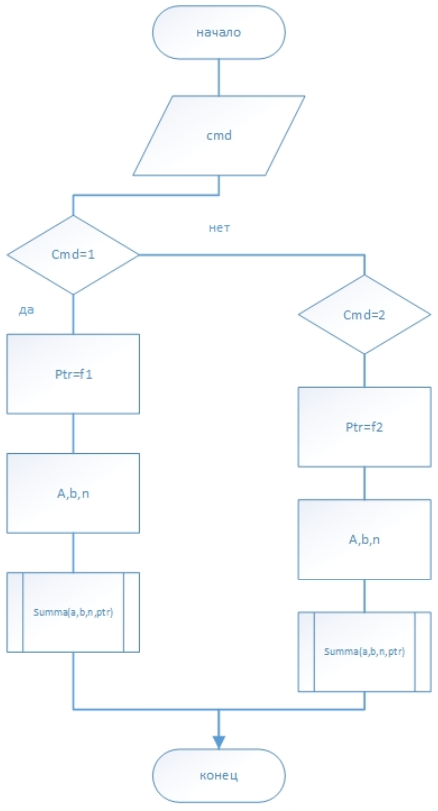 начало
cmd
нет
Cmd=1
да
Cmd=2
Ptr=f1
Ptr=f2
A,b,n
A,b,n
Summa(a,b,n,ptr)
Summa(a,b,n,ptr)
конец